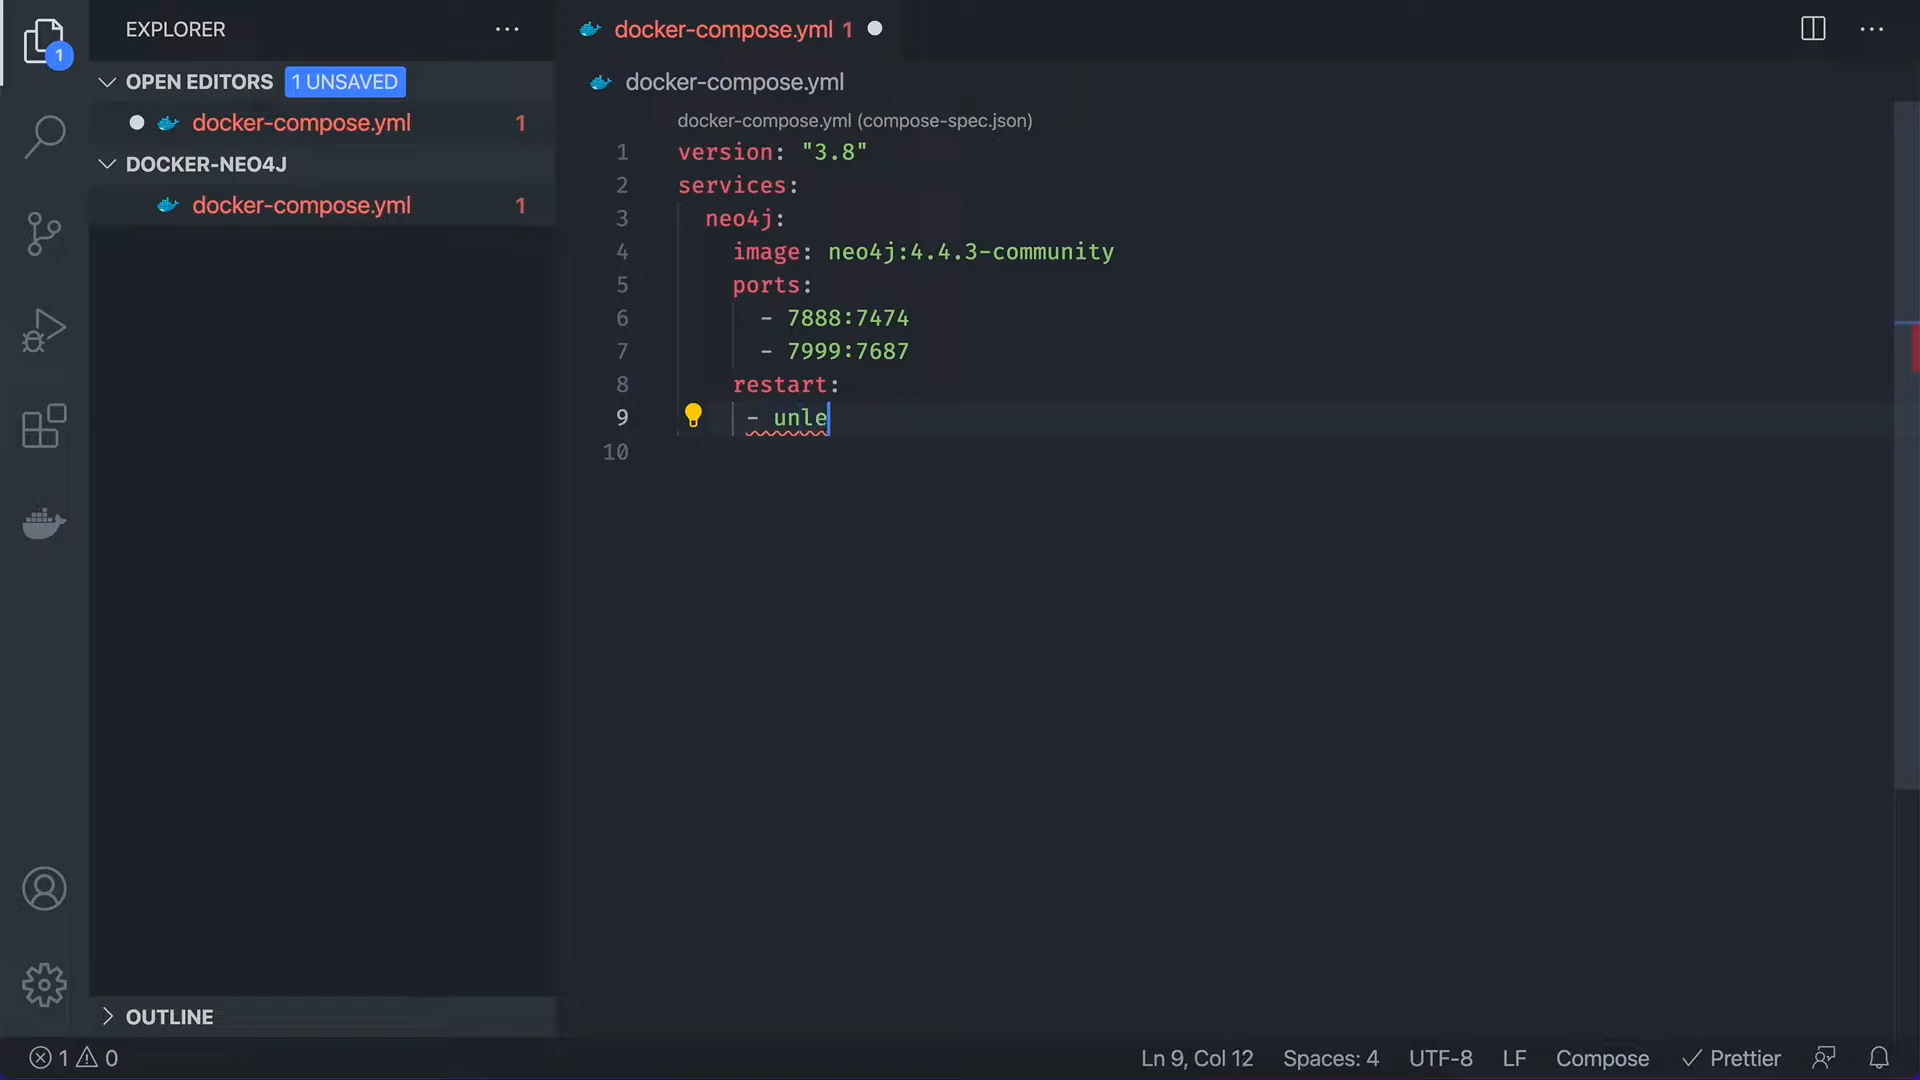 EXPLORER
OPEN EDITORS 1 UNSAVED
docker-compose.yml 1
DOCKER-NEO4J
docker-compose.yml 1
OUTLINE
1
docker-compose.yml 1
docker-compose.yml
docker-compose.yml (compose-spec.json)
1 version: "3.8"
2 services:
3 neo4j:
4 image: neo4j:4.4.3-community
5 ports:
6 - 7888:7474
7 - 7999:7687
8 restart:
9 - unle
10
1 0
Ln 9, Col 12 Spaces: 4 UTF-8 LF Compose Prettier